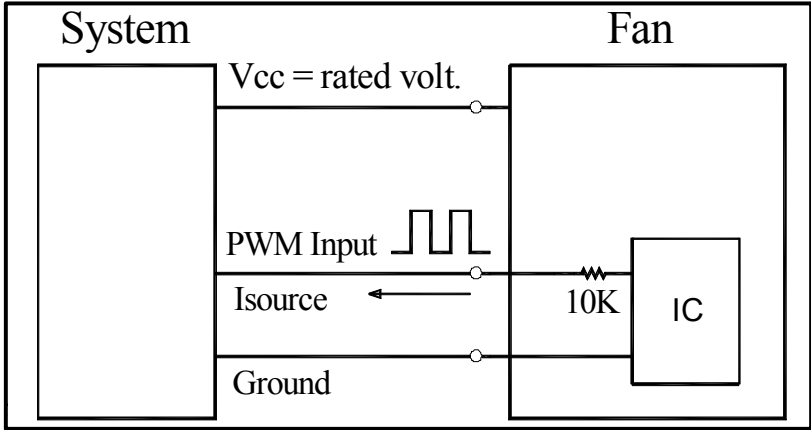 System
Fan
Vcc = rated volt.
PWM Input
Isource
10K
IC
Ground